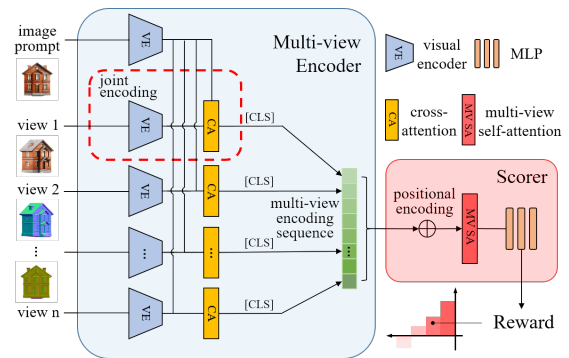 image
prompt
VE
Multi-view
Encoder
joint
encoding
view 1
VE
CA
[CLS]
view 2
VE
CA
[CLS]
multi-view
encoding
sequence
...
...
...
...
[CLS]
view n
VE
CA
[CLS]
VE
visual
encoder
MLP
CA
cross-
attention
MV SA
multi-view
self-attention
Scorer
positional
encoding
MV SA
Reward